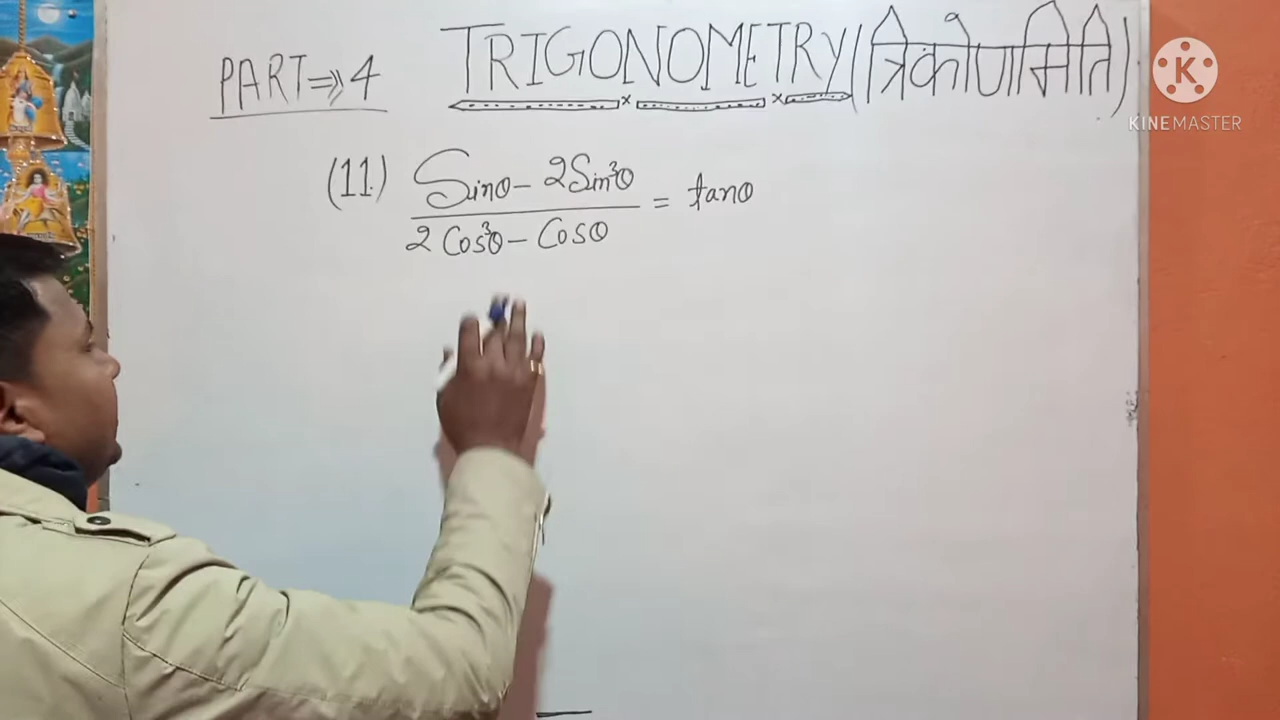 PART⇒4 TRIGONOMETRY(त्रिकोणमिति)
(11.) Sinθ - 2Sin³θ / 2Cos³θ - Cosθ = tanθ
K
KINEMASTER